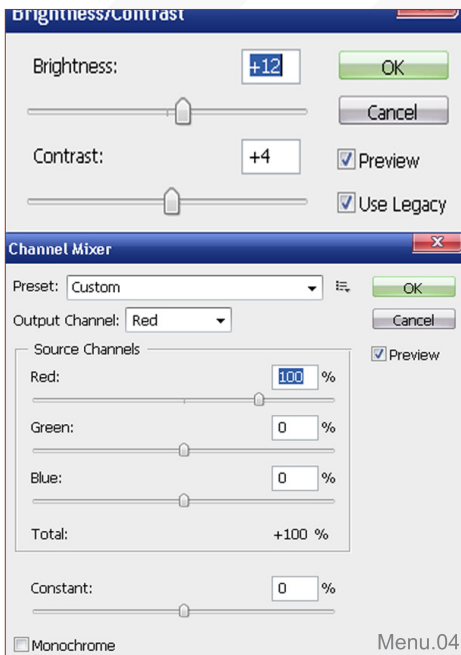 Brightness/Contrast
Brightness: +12 OK
Cancel
Contrast: +4 Preview
Use Legacy
Channel Mixer
Preset: Custom OK
Output Channel: Red Cancel
Source Channels Preview
Red: 100 %
Green: 0 %
Blue: 0 %
Total: +100 %
Constant: 0 %
Monochrome Menu.04